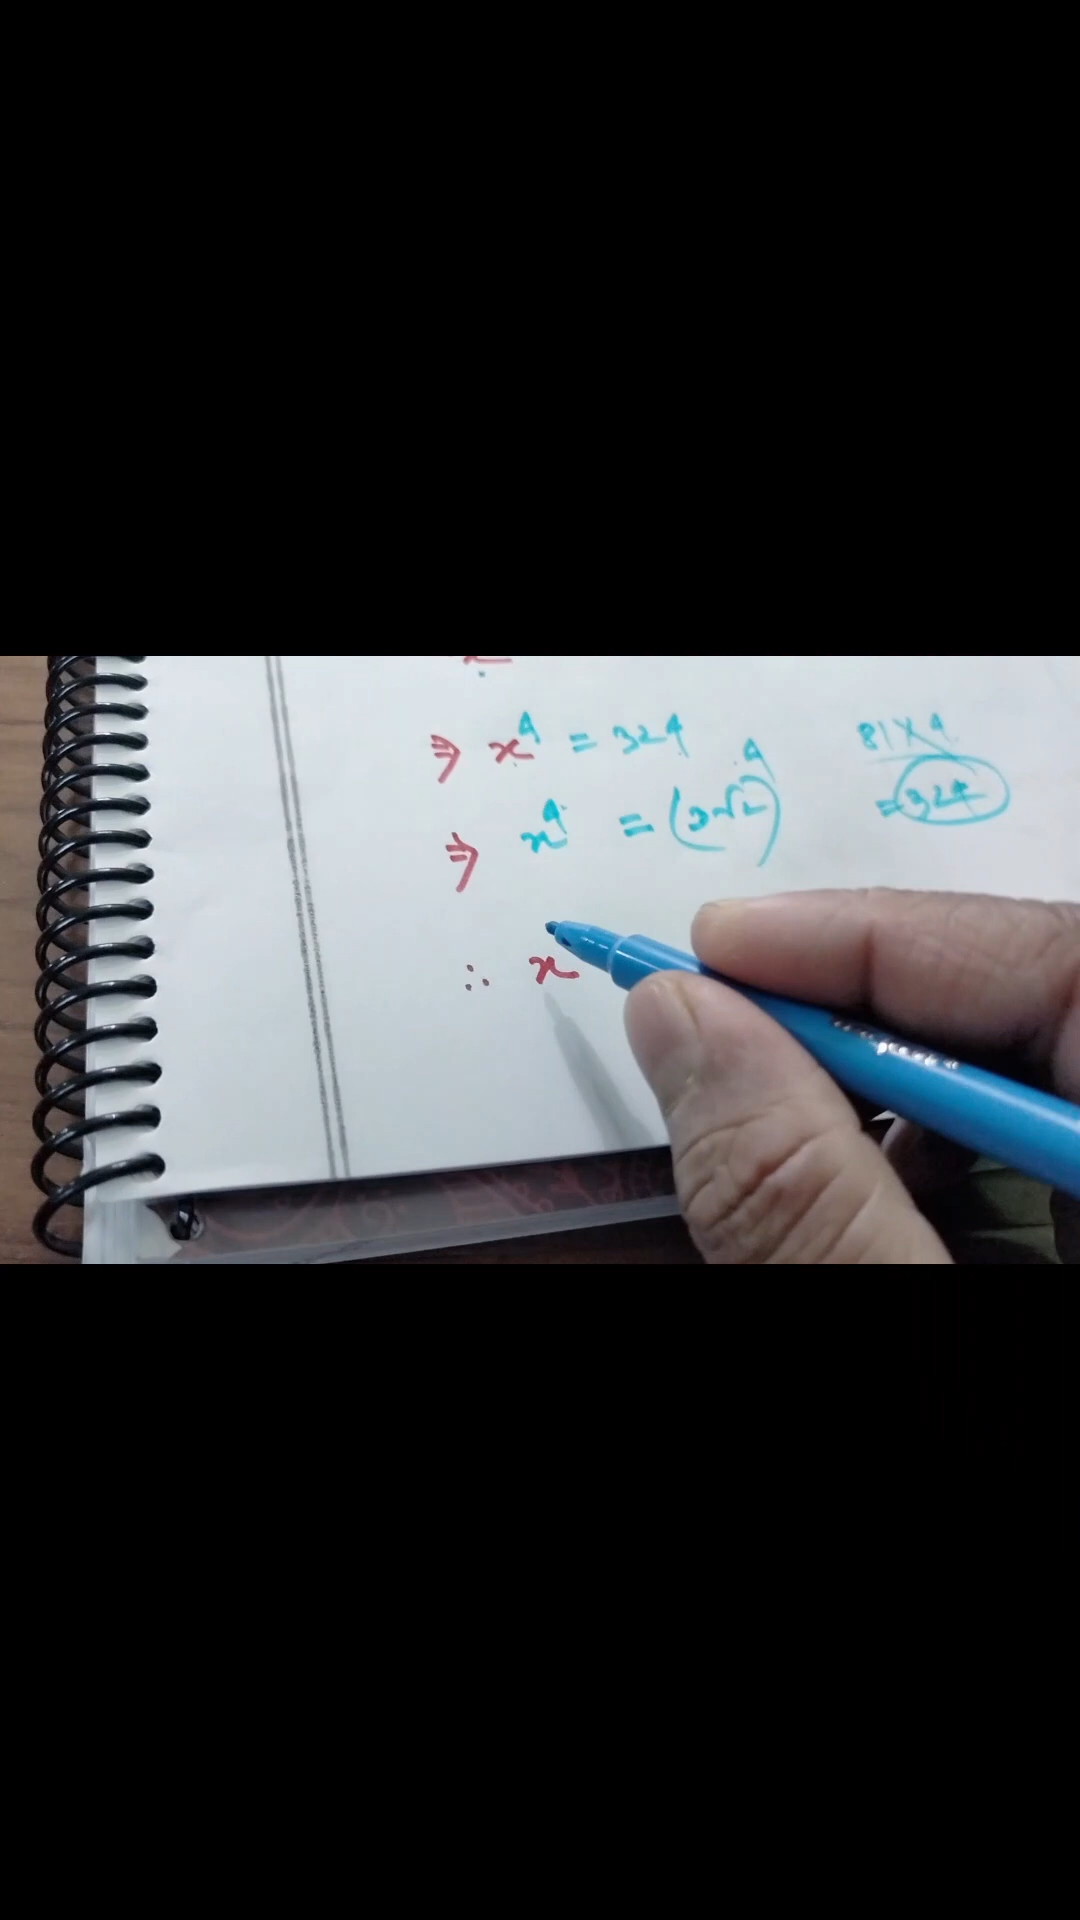 ⇒ x⁴ = 324
81 × 4
= 324
⇒ x⁴ = (3√2)⁴
∴ x